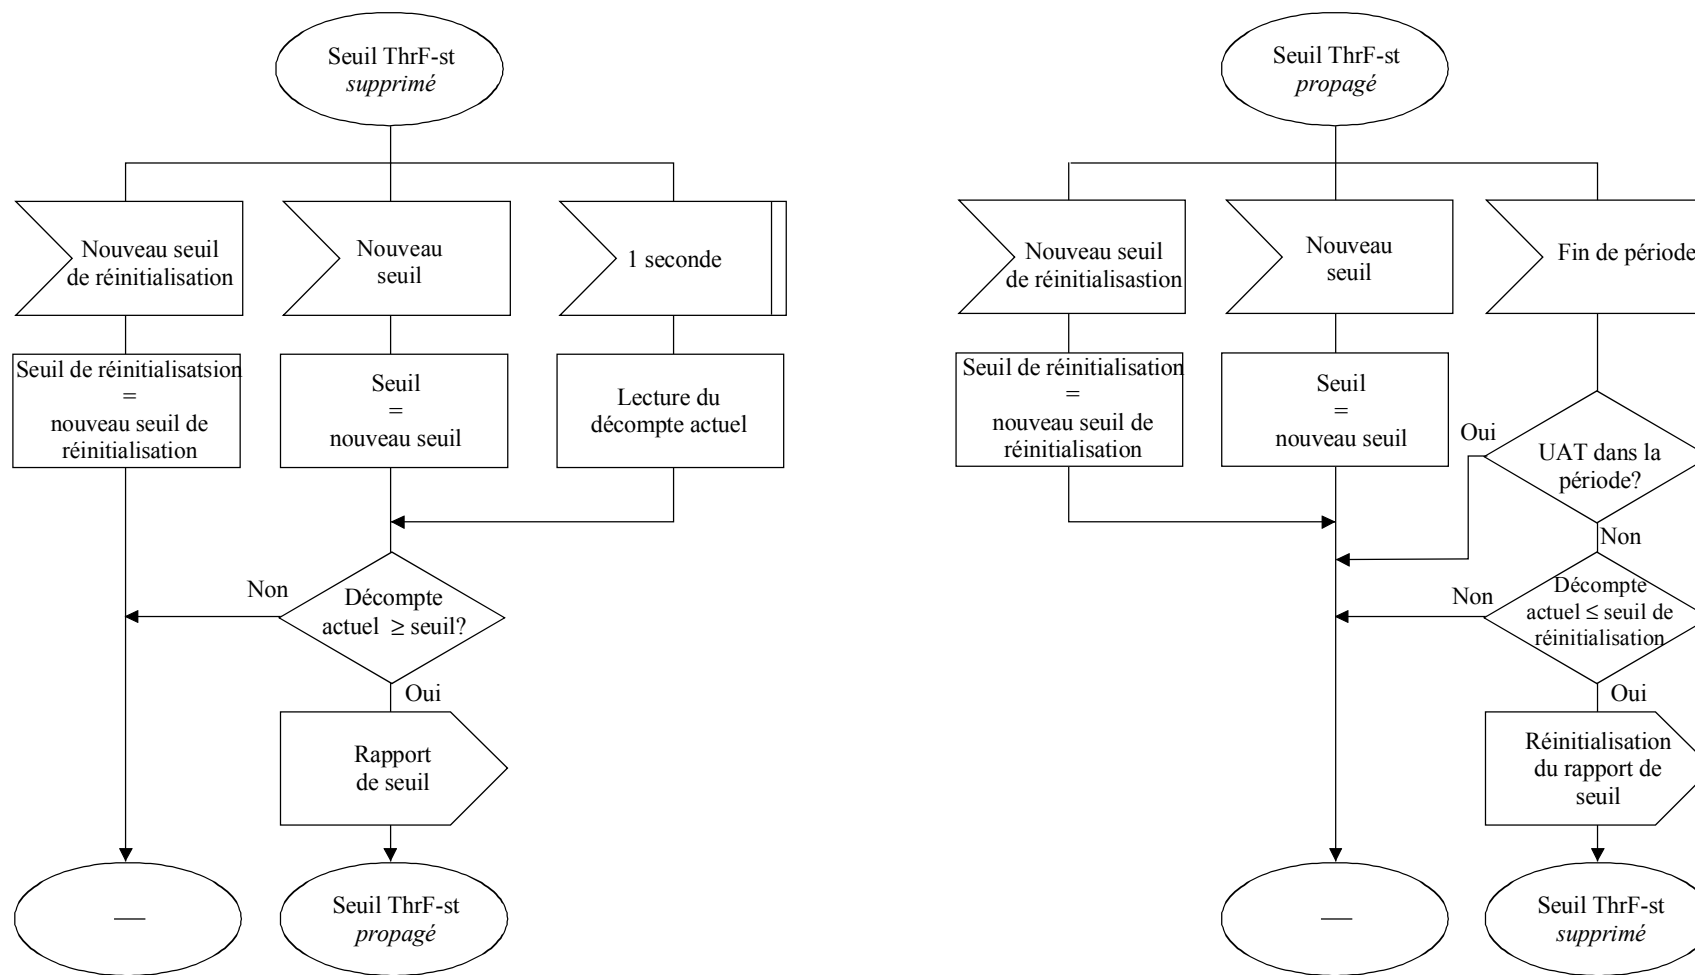 Seuil ThrF-st
supprimé
Nouveau seuil
de réinitialisation
Nouveau
seuil
1 seconde
Seuil de réinitialisatsion
=
nouveau seuil de
réinitialisation
Seuil
=
nouveau seuil
Lecture du
décompte actuel
Non
Décompte
actuel ≥ seuil?
Oui
Rapport
de seuil
—
Seuil ThrF-st
propagé
Seuil ThrF-st
propagé
Nouveau seuil
de réinitialisastion
Nouveau
seuil
Fin de période
Seuil de réinitialisation
=
nouveau seuil de
réinitialisation
Seuil
=
nouveau seuil
Oui
UAT dans la
période?
Non
Non
Décompte
actuel ≤ seuil de
réinitialisation
Oui
Réinitialisation
du rapport de
seuil
—
Seuil ThrF-st
supprimé